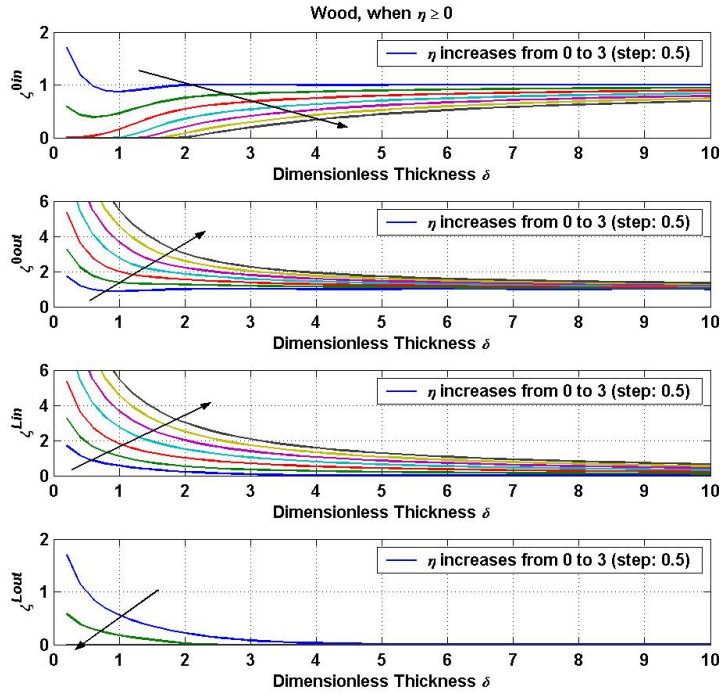 Wood, when η ≥ 0
2
1
0
ζ^0in
η increases from 0 to 3 (step: 0.5)
0 1 2 3 4 5 6 7 8 9 10
Dimensionless Thickness δ
6
4
2
0
ζ^0out
η increases from 0 to 3 (step: 0.5)
0 1 2 3 4 5 6 7 8 9 10
Dimensionless Thickness δ
6
4
2
0
ζ^Lin
η increases from 0 to 3 (step: 0.5)
0 1 2 3 4 5 6 7 8 9 10
Dimensionless Thickness δ
2
1
0
ζ^Lout
η increases from 0 to 3 (step: 0.5)
0 1 2 3 4 5 6 7 8 9 10
Dimensionless Thickness δ